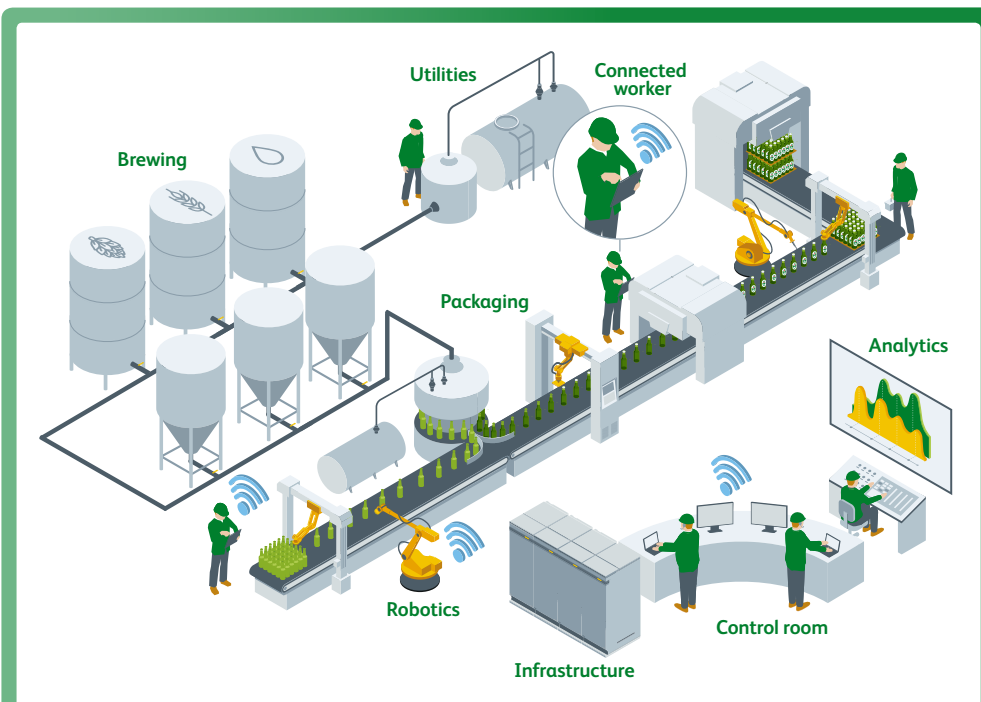 Utilities
Connected
worker
Brewing
Packaging
Analytics
Robotics
Control room
Infrastructure